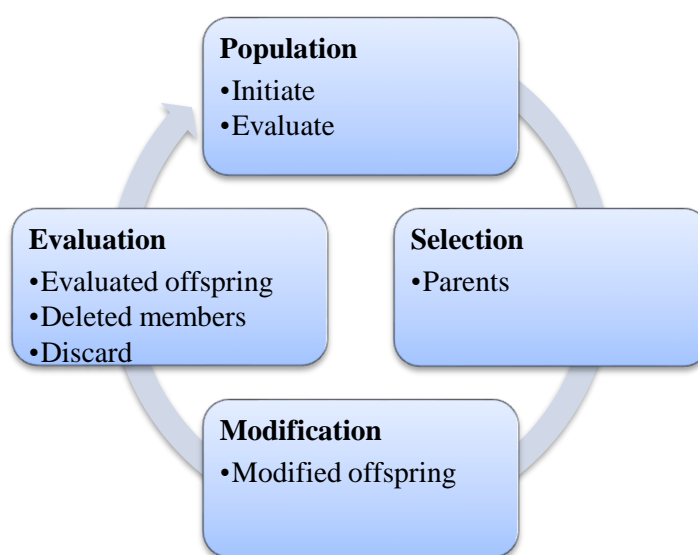 Population
•Initiate
•Evaluate
Selection
•Parents
Modification
•Modified offspring
Evaluation
•Evaluated offspring
•Deleted members
•Discard